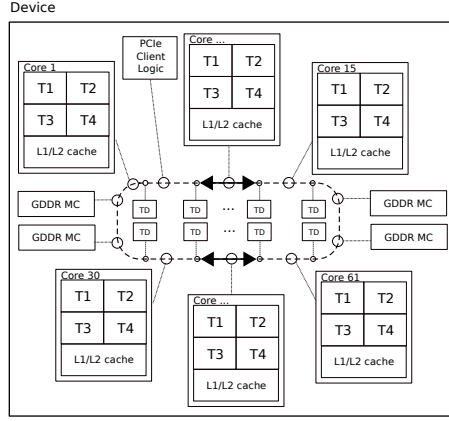 Device
PCIe
Client
Logic
Core ...
T1 T2
T3 T4
L1/L2 cache
Core 1
T1 T2
T3 T4
L1/L2 cache
Core 15
T1 T2
T3 T4
L1/L2 cache
GDDR MC
GDDR MC
TD TD ... TD TD
TD TD ... TD TD
GDDR MC
GDDR MC
Core 30
T1 T2
T3 T4
L1/L2 cache
Core ...
T1 T2
T3 T4
L1/L2 cache
Core 61
T1 T2
T3 T4
L1/L2 cache